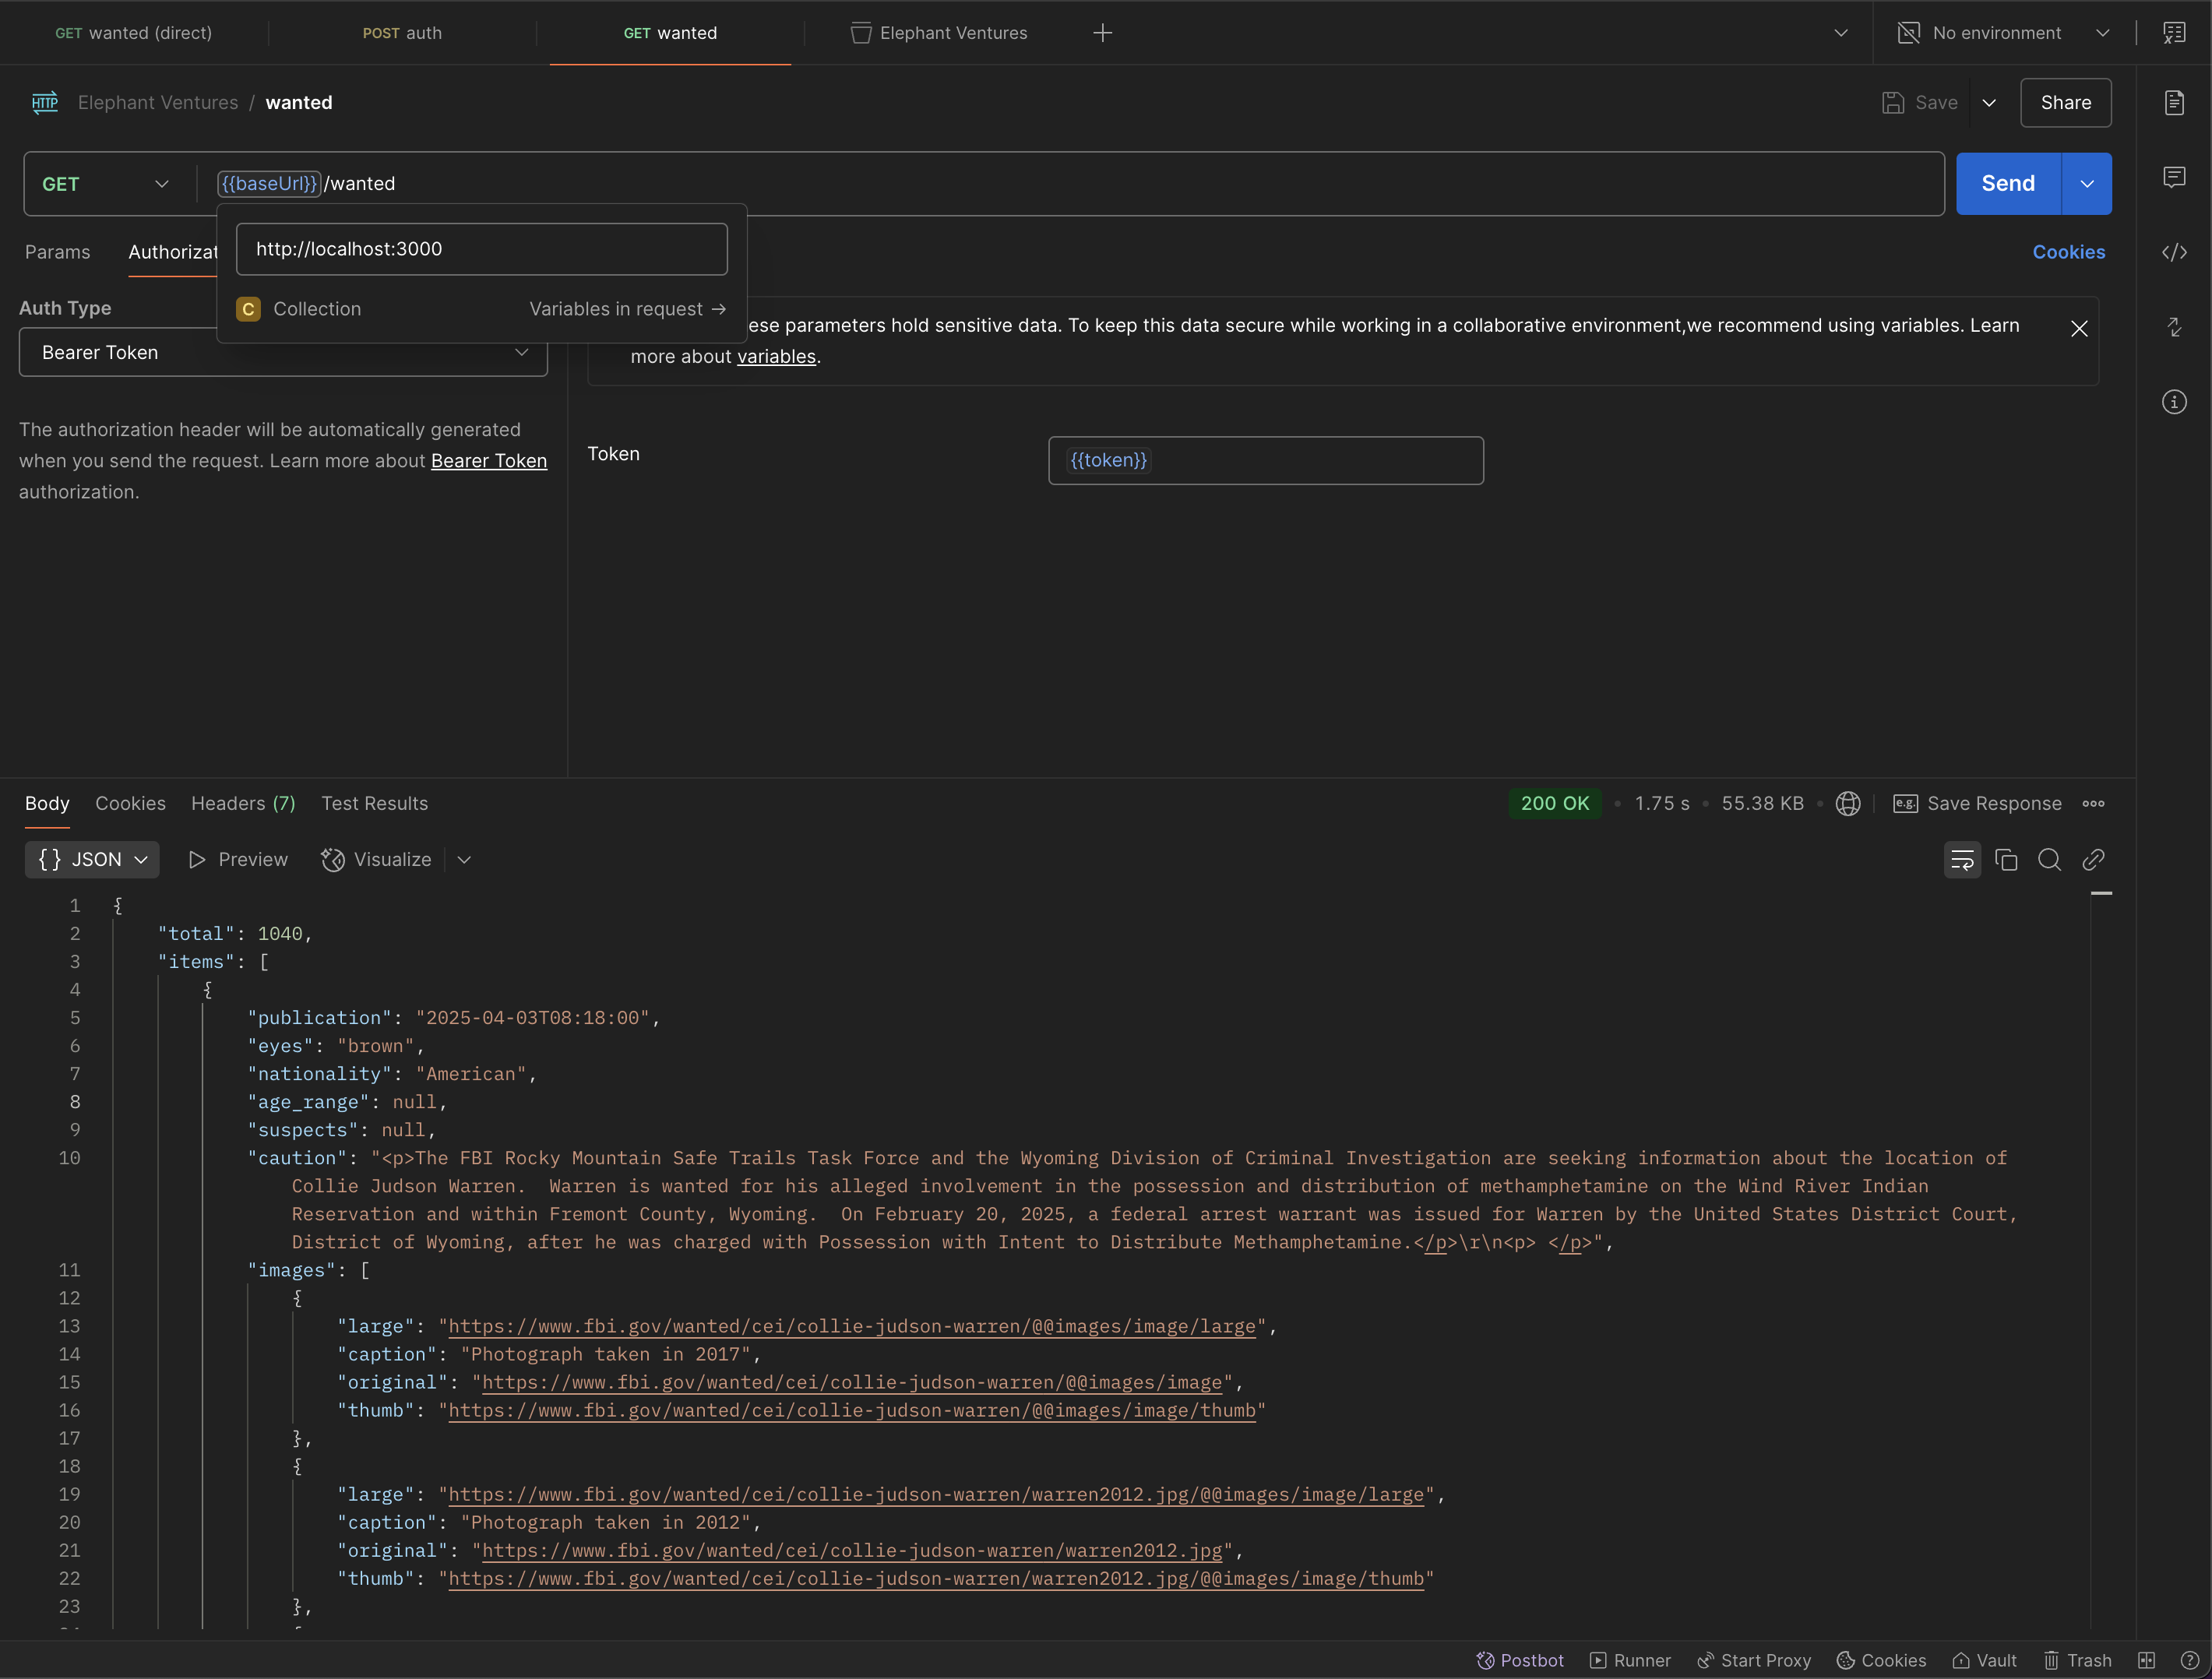 GET wanted (direct)
POST auth
GET wanted
Elephant Ventures
No environment
HTTP
Elephant Ventures / wanted
Save
Share
GET
{{baseUrl}}/wanted
Send
http://localhost:3000
Params
Authorizat
Cookies
C Collection
Variables in request →
Auth Type
ese parameters hold sensitive data. To keep this data secure while working in a collaborative environment,we recommend using variables. Learn
more about variables.
Bearer Token
The authorization header will be automatically generated
when you send the request. Learn more about Bearer Token
authorization.
Token
{{token}}
Body
Cookies
Headers (7)
Test Results
200 OK
1.75 s
55.38 KB
e.g.
Save Response
{} JSON
Preview
Visualize
1 {
2 "total": 1040,
3 "items": [
4 {
5 "publication": "2025-04-03T08:18:00",
6 "eyes": "brown",
7 "nationality": "American",
8 "age_range": null,
9 "suspects": null,
10 "caution": "<p>The FBI Rocky Mountain Safe Trails Task Force and the Wyoming Division of Criminal Investigation are seeking information about the location of
Collie Judson Warren.  Warren is wanted for his alleged involvement in the possession and distribution of methamphetamine on the Wind River Indian
Reservation and within Fremont County, Wyoming.  On February 20, 2025, a federal arrest warrant was issued for Warren by the United States District Court,
District of Wyoming, after he was charged with Possession with Intent to Distribute Methamphetamine.</p>\r\n<p> </p>",
11 "images": [
12 {
13 "large": "https://www.fbi.gov/wanted/cei/collie-judson-warren/@@images/image/large",
14 "caption": "Photograph taken in 2017",
15 "original": "https://www.fbi.gov/wanted/cei/collie-judson-warren/@@images/image",
16 "thumb": "https://www.fbi.gov/wanted/cei/collie-judson-warren/@@images/image/thumb"
17 },
18 {
19 "large": "https://www.fbi.gov/wanted/cei/collie-judson-warren/warren2012.jpg/@@images/image/large",
20 "caption": "Photograph taken in 2012",
21 "original": "https://www.fbi.gov/wanted/cei/collie-judson-warren/warren2012.jpg",
22 "thumb": "https://www.fbi.gov/wanted/cei/collie-judson-warren/warren2012.jpg/@@images/image/thumb"
23 },
Postbot
Runner
Start Proxy
Cookies
Vault
Trash